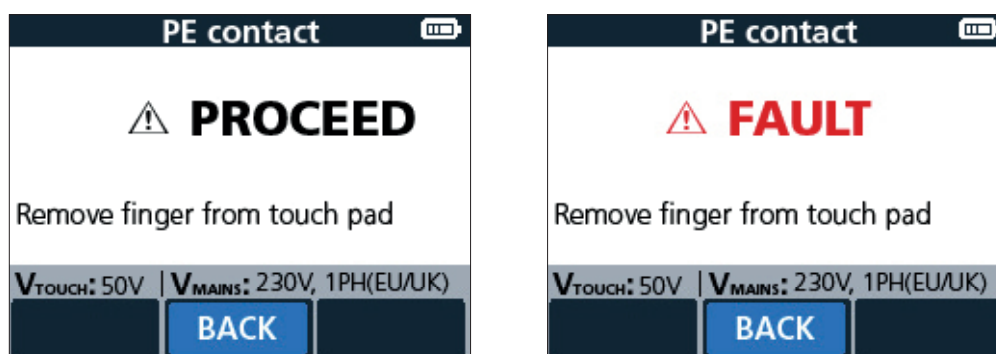 PE contact
PROCEED
Remove finger from touch pad
VTOUCH: 50V | VMAINS: 230V, 1PH(EU/UK)
BACK
PE contact
FAULT
Remove finger from touch pad
VTOUCH: 50V | VMAINS: 230V, 1PH(EU/UK)
BACK